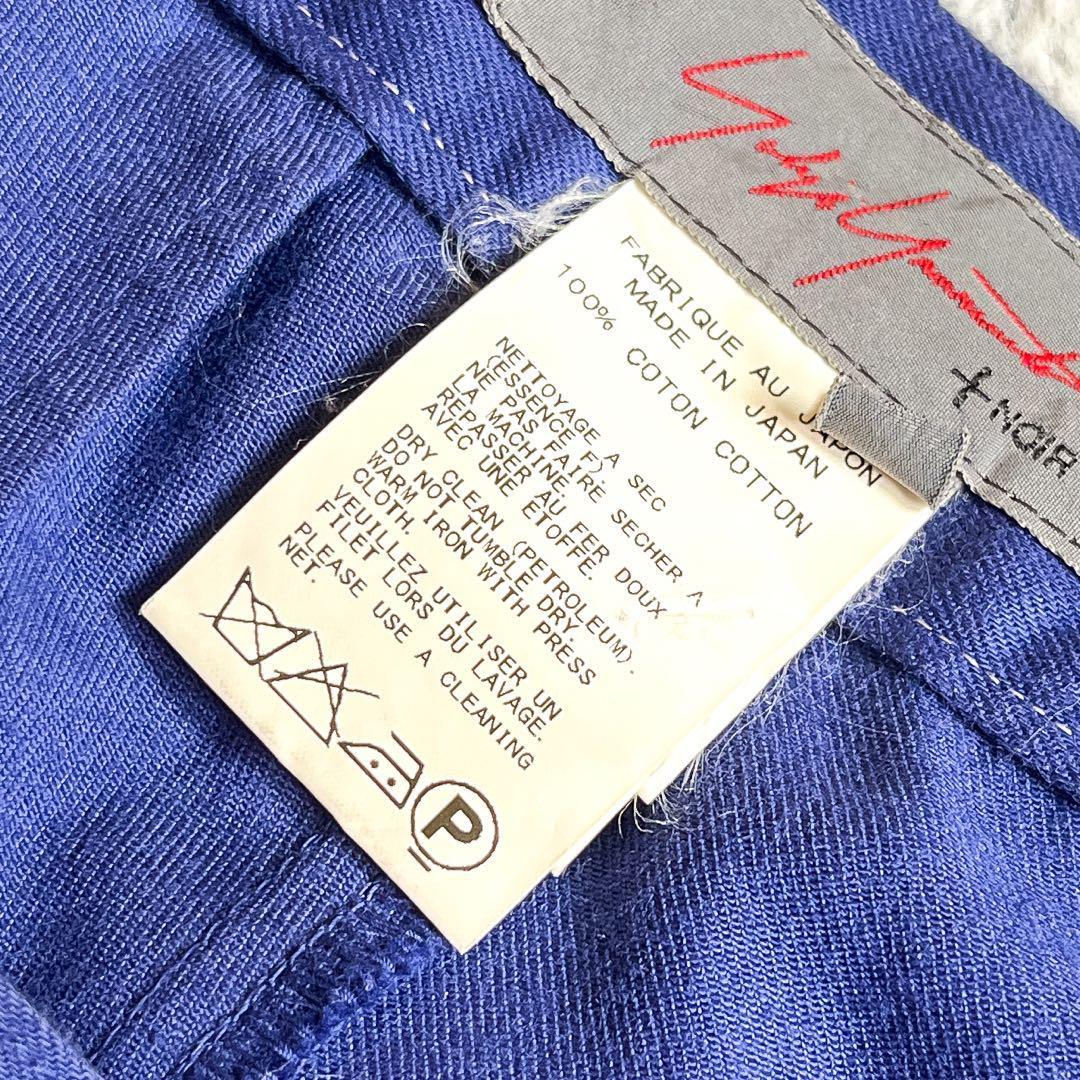 Yohji Yamamoto
+NOIR
FABRIQUE AU JAPON
MADE IN JAPAN
100% COTON COTTON
NETTOYAGE A SEC
(ESSENCE F)
NE PAS FAIRE SECHER A
LA MACHINE.
REPASSER AU FER DOUX
AVEC UNE ETOFFE.
DRY CLEAN (PETROLEUM).
DO NOT TUMBLE DRY.
WARM IRON WITH PRESS
CLOTH.
VEUILLEZ UTILISER UN
FILET LORS DU LAVAGE.
PLEASE USE A CLEANING
NET.
P